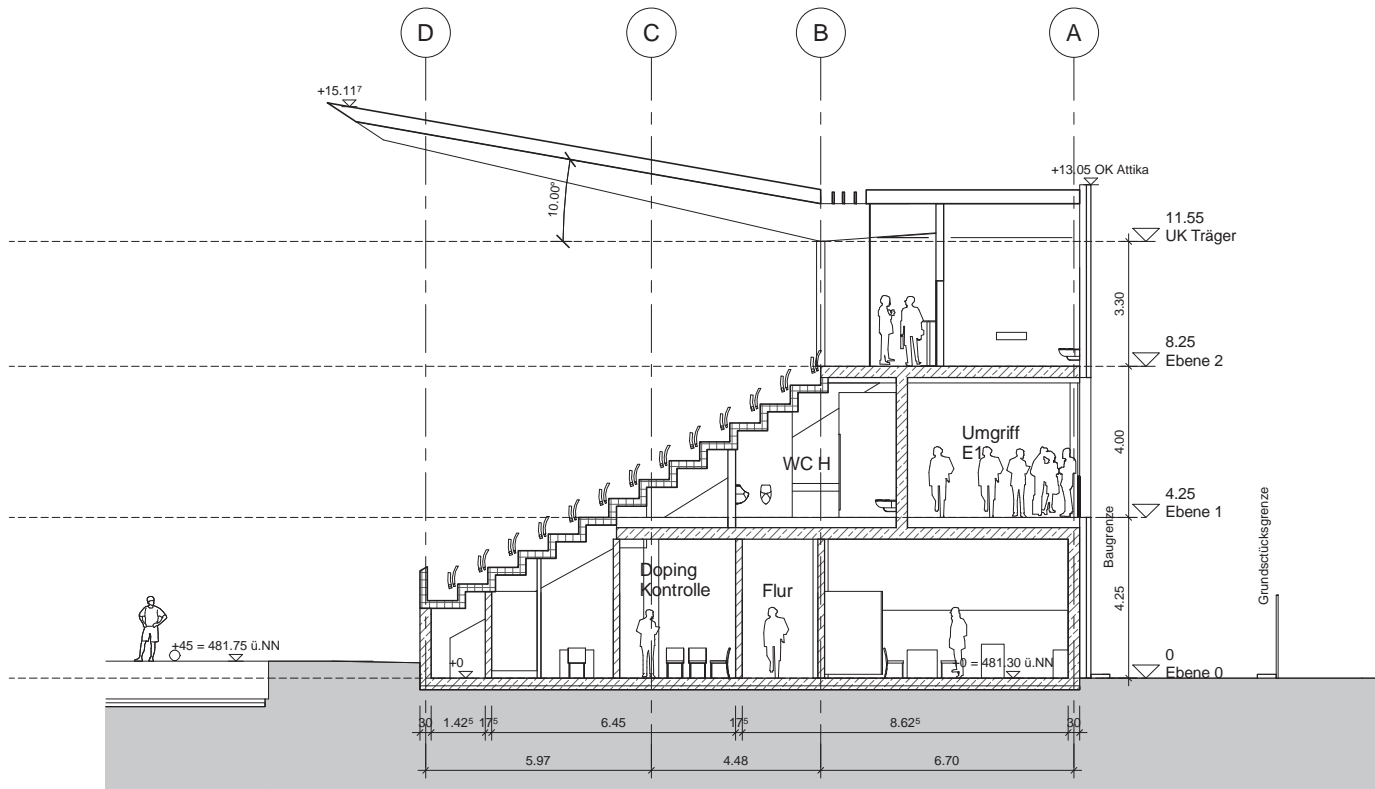 D
C
B
A
+15.11⁷
10.00°
+13.05 OK Attika
11.55
UK Träger
3.30
8.25
Ebene 2
4.00
Umgriff
E1
WC H
4.25
Ebene 1
Baugrenze
Grundsctücksgrenze
4.25
Doping
Kontrolle
Flur
+45 = 481.75 ü.NN
+0
+0 = 481.30 ü.NN
0
Ebene 0
30
1.42⁵
17⁵
6.45
17⁵
8.62⁵
30
5.97
4.48
6.70